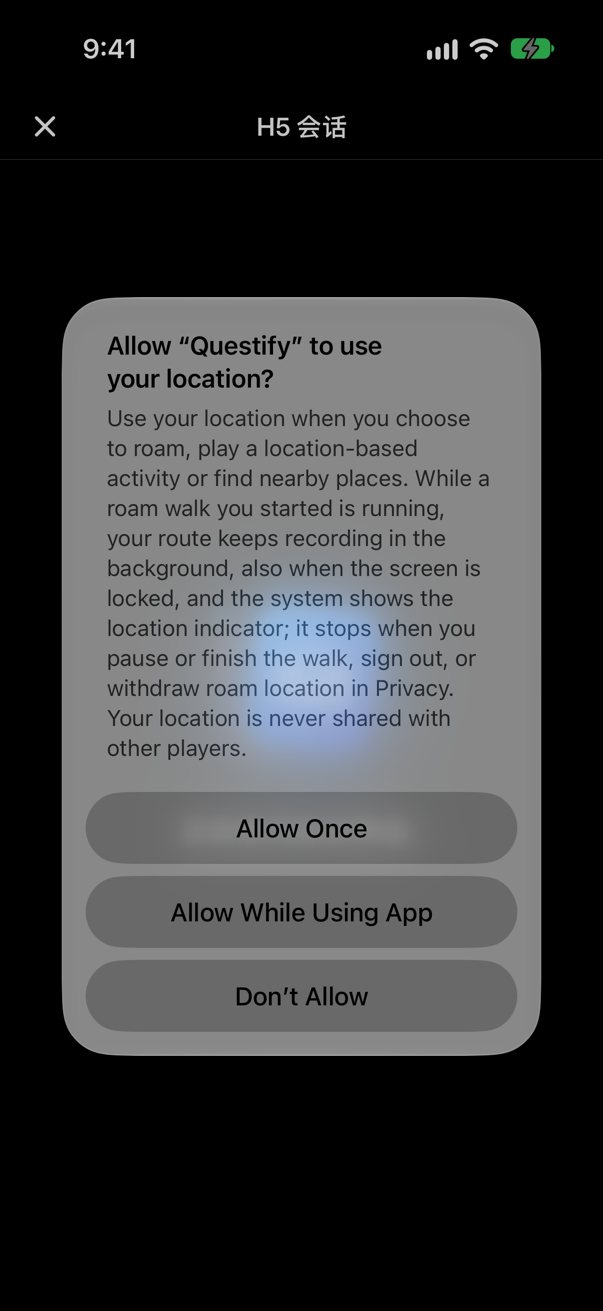 9:41
H5 会话
Allow “Questify” to use
your location?
Use your location when you choose
to roam, play a location-based
activity or find nearby places. While a
roam walk you started is running,
your route keeps recording in the
background, also when the screen is
locked, and the system shows the
location indicator; it stops when you
pause or finish the walk, sign out, or
withdraw roam location in Privacy.
Your location is never shared with
other players.
Allow Once
Allow While Using App
Don’t Allow